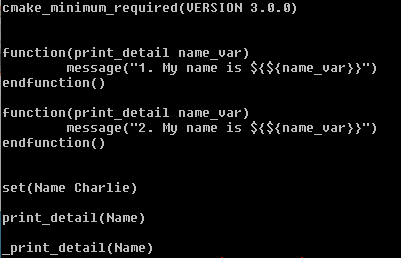 cmake_minimum_required(VERSION 3.0.0)
function(print_detail name_var)
message("1. My name is ${${name_var}}")
endfunction()
function(print_detail name_var)
message("2. My name is ${${name_var}}")
endfunction()
set(Name Charlie)
print_detail(Name)
_print_detail(Name)